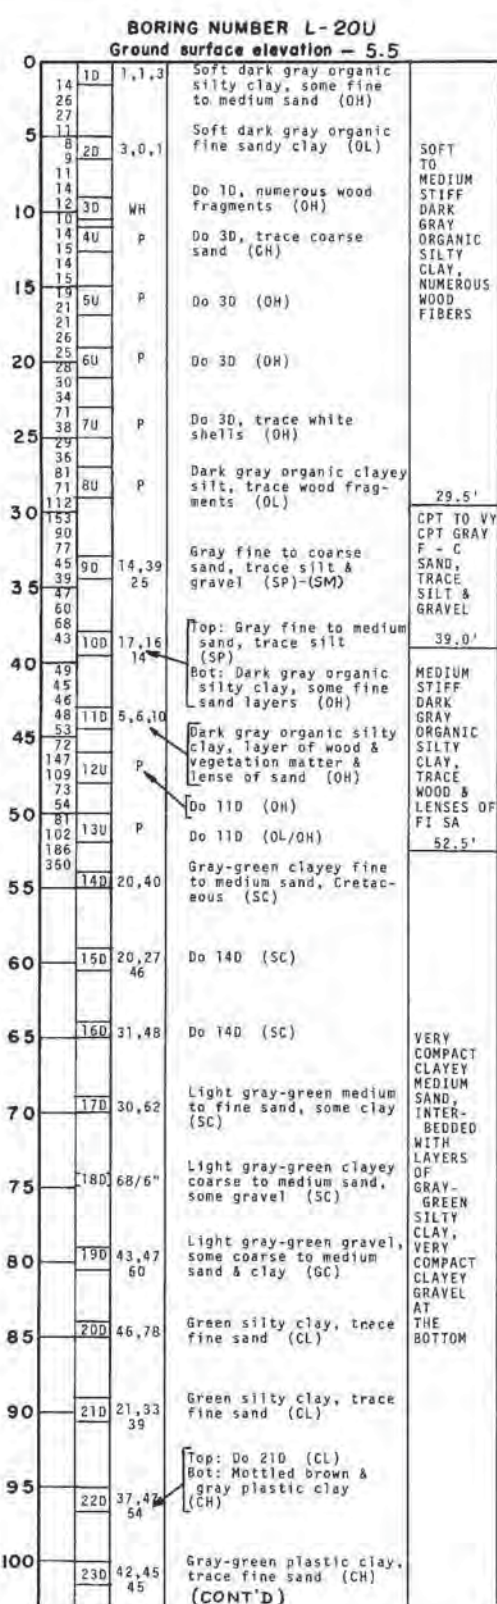 BORING NUMBER L-20U
Ground surface elevation — 5.5
0
1D 1,1,3 Soft dark gray organic
14 silty clay, some fine
26 to medium sand (OH)
27
5
11 Soft dark gray organic
8 2D 3,0,1 fine sandy clay (OL)
9
11
14 Do 1D, numerous wood
10 12 3D WH fragments (OH)
10
14 4U P Do 3D, trace coarse
15 sand (CH)
14
15
15 19
21 5U P Do 3D (OH)
21
26
20 25 6U P Do 3D (OH)
28
30
34
71 Do 3D, trace white
38 7U P shells (OH)
25 29
36
81 Dark gray organic clayey
71 8U P silt, trace wood frag-
112 ments (OL)
SOFT
TO
MEDIUM
STIFF
DARK
GRAY
ORGANIC
SILTY
CLAY,
NUMEROUS
WOOD
FIBERS
29.5'
30
153
90
77 Gray fine to coarse
45 9D 14,39 sand, trace silt &
39 25 gravel (SP)-(SM)
35 47
60
68
43 10D 17,16
14
Top: Gray fine to medium
sand, trace silt
(SP)
Bot: Dark gray organic
silty clay, some fine
sand layers (OH)
CPT TO VY
CPT GRAY
F - C
SAND,
TRACE
SILT &
GRAVEL
39.0'
40
49
45
46
48 11D 5,6,10
53
Dark gray organic silty
clay, layer of wood &
vegetation matter &
lense of sand (OH)
45
72
147
109 12U P
73 Do 11D (OH)
54
50 81
102 13U P Do 11D (OL/OH)
186
350
MEDIUM
STIFF
DARK
GRAY
ORGANIC
SILTY
CLAY,
TRACE
WOOD &
LENSES OF
FI SA
52.5'
Gray-green clayey fine
14D 20,40 to medium sand, Cretac-
55 eous (SC)
60 15D 20,27 Do 14D (SC)
46
65 16D 31,48 Do 14D (SC)
Light gray-green medium
70 17D 30,62 to fine sand, some clay
(SC)
Light gray-green clayey
75 18D 68/6" coarse to medium sand,
some gravel (SC)
Light gray-green gravel,
80 19D 43,47 some coarse to medium
60 sand & clay (GC)
Green silty clay, trece
85 20D 46,78 fine sand (CL)
VERY
COMPACT
CLAYEY
MEDIUM
SAND,
INTER-
BEDDED
WITH
LAYERS
OF
GRAY-
GREEN
SILTY
CLAY,
VERY
COMPACT
CLAYEY
GRAVEL
AT
THE
BOTTOM
Green silty clay, trace
90 21D 21,33 fine sand (CL)
39
95 22D 37,47
54
Top: Do 21D (CL)
Bot: Mottled brown &
gray plastic clay
(CH)
100 Gray-green plastic clay,
23D 42,45 trace fine sand (CH)
45
(CONT'D)